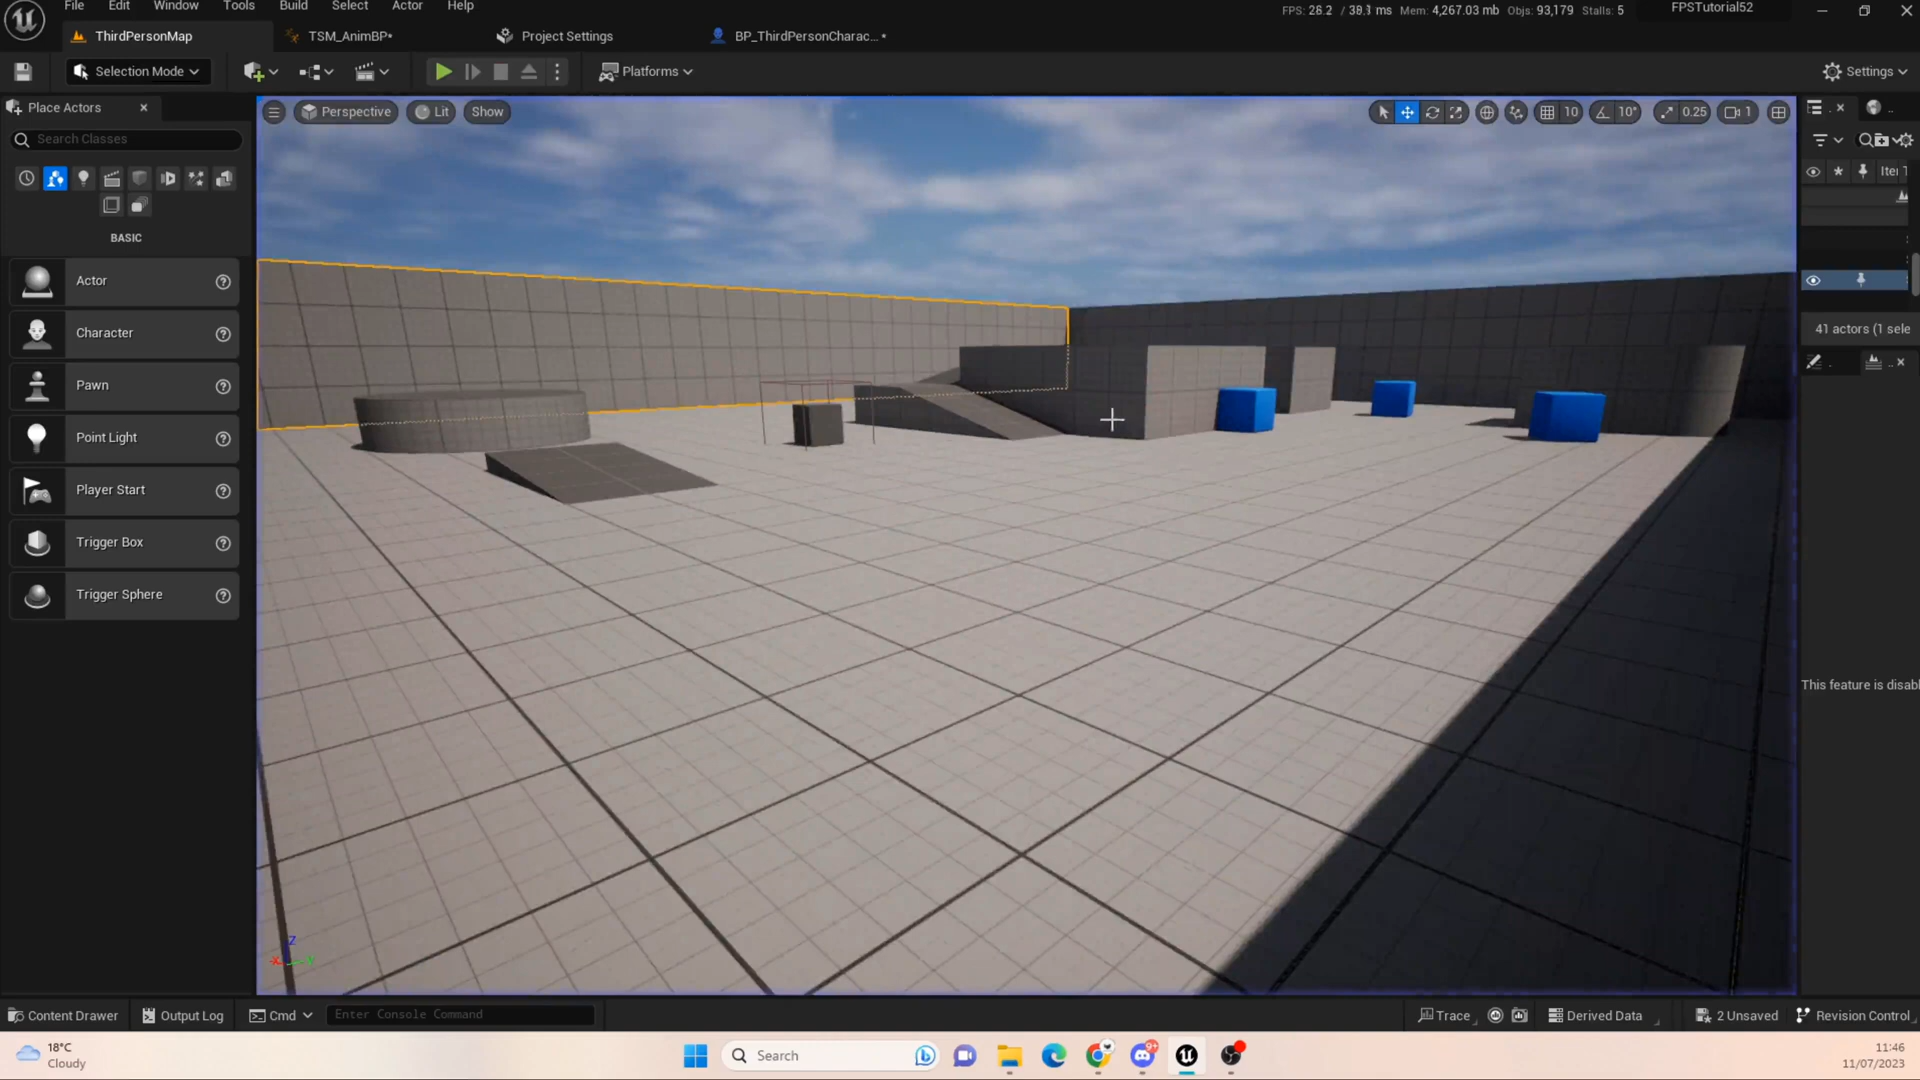 File Edit Window Tools Build Select Actor Help
FPS: 28.2 / 38.1 ms Mem: 4,267.03 mb Objs: 93,179 Stalls: 5
FPSTutorial52
ThirdPersonMap
TSM_AnimBP*
Project Settings
BP_ThirdPersonCharac... *
Selection Mode
Platforms
Settings
Place Actors
Perspective
Lit
Show
10
10°
0.25
1
Search Classes
BASIC
Actor
Character
Pawn
Point Light
Player Start
Trigger Box
Trigger Sphere
41 actors (1 sele
This feature is disabl
Z
X
Y
Content Drawer
Output Log
Cmd
Enter Console Command
Trace
Derived Data
2 Unsaved
Revision Control
18°C
Cloudy
Search
9+
11:46
11/07/2023